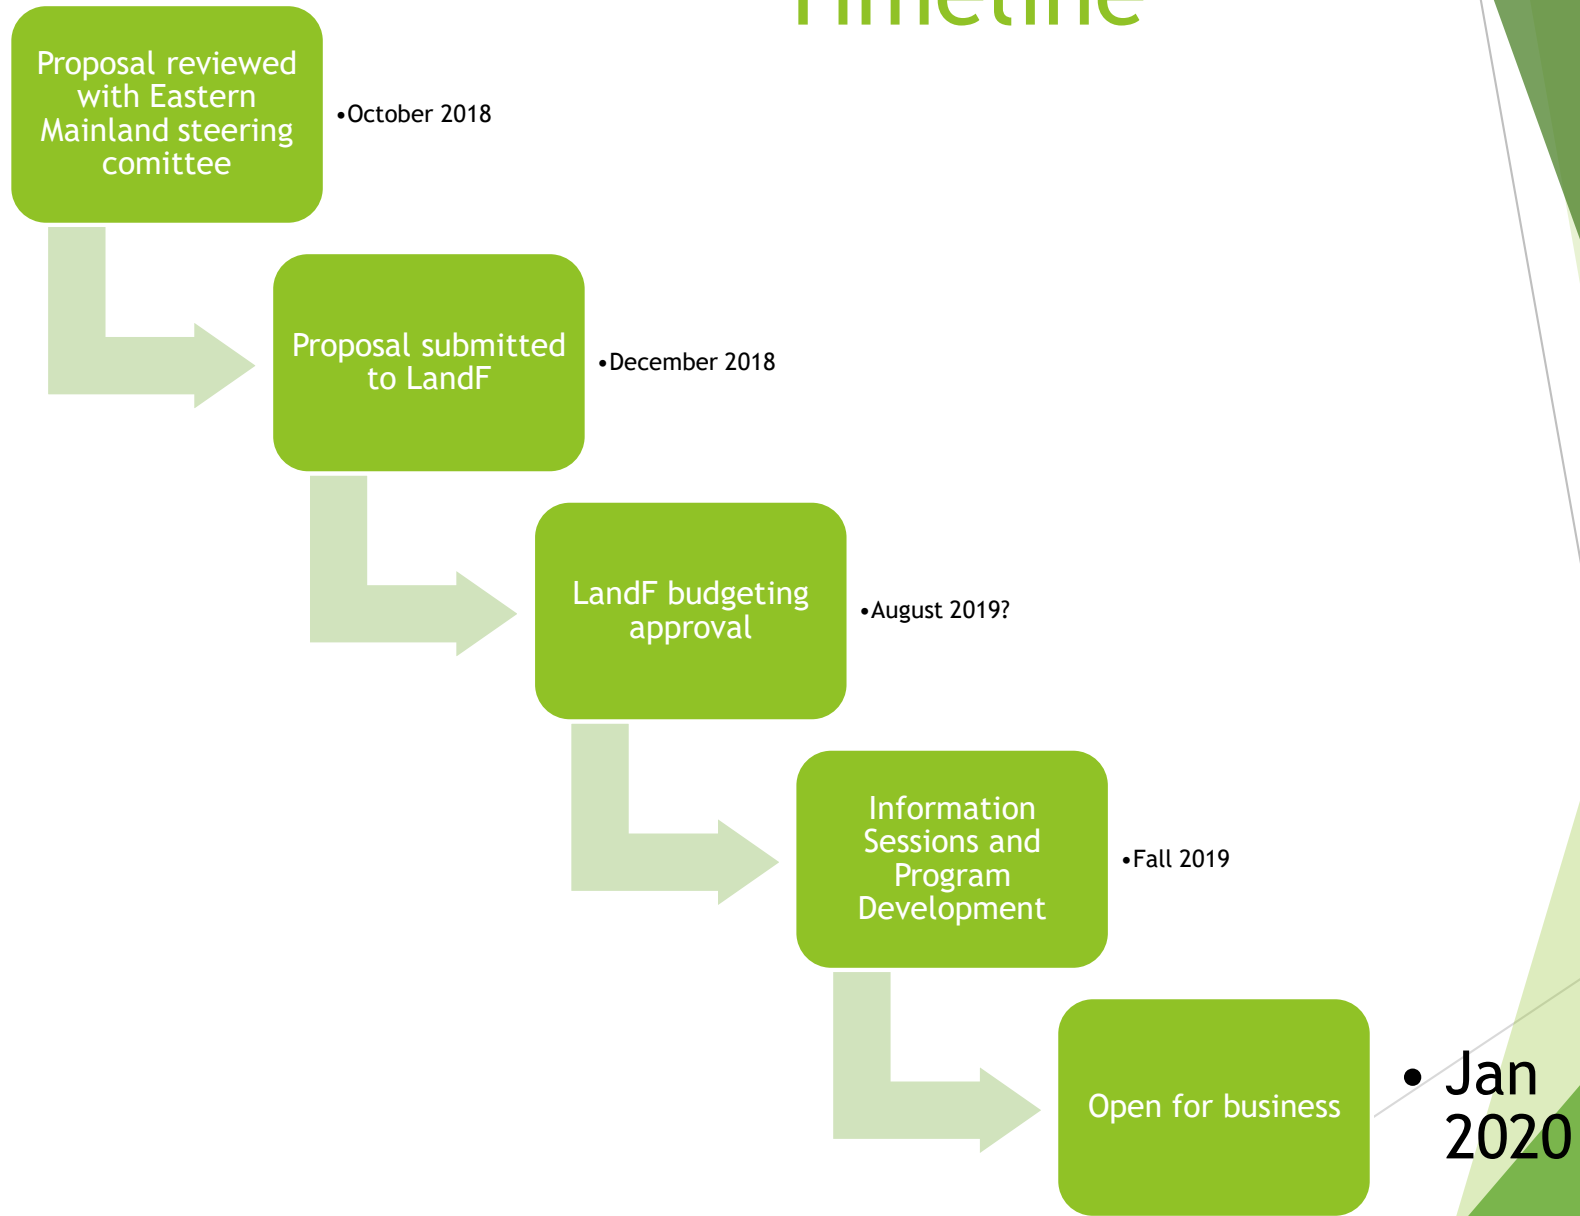 Timeline
Proposal reviewed
with Eastern
Mainland steering
comittee
•October 2018
Proposal submitted
to LandF
•December 2018
LandF budgeting
approval
•August 2019?
Information
Sessions and
Program
Development
•Fall 2019
Open for business
• Jan
2020